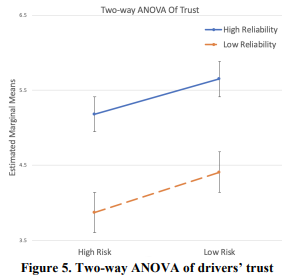 Two-way ANOVA Of Trust
6.5
High Reliability
Low Reliability
5.5
Estimated Marginal Means
4.5
3.5
High Risk Low Risk
Figure 5. Two-way ANOVA of drivers’ trust